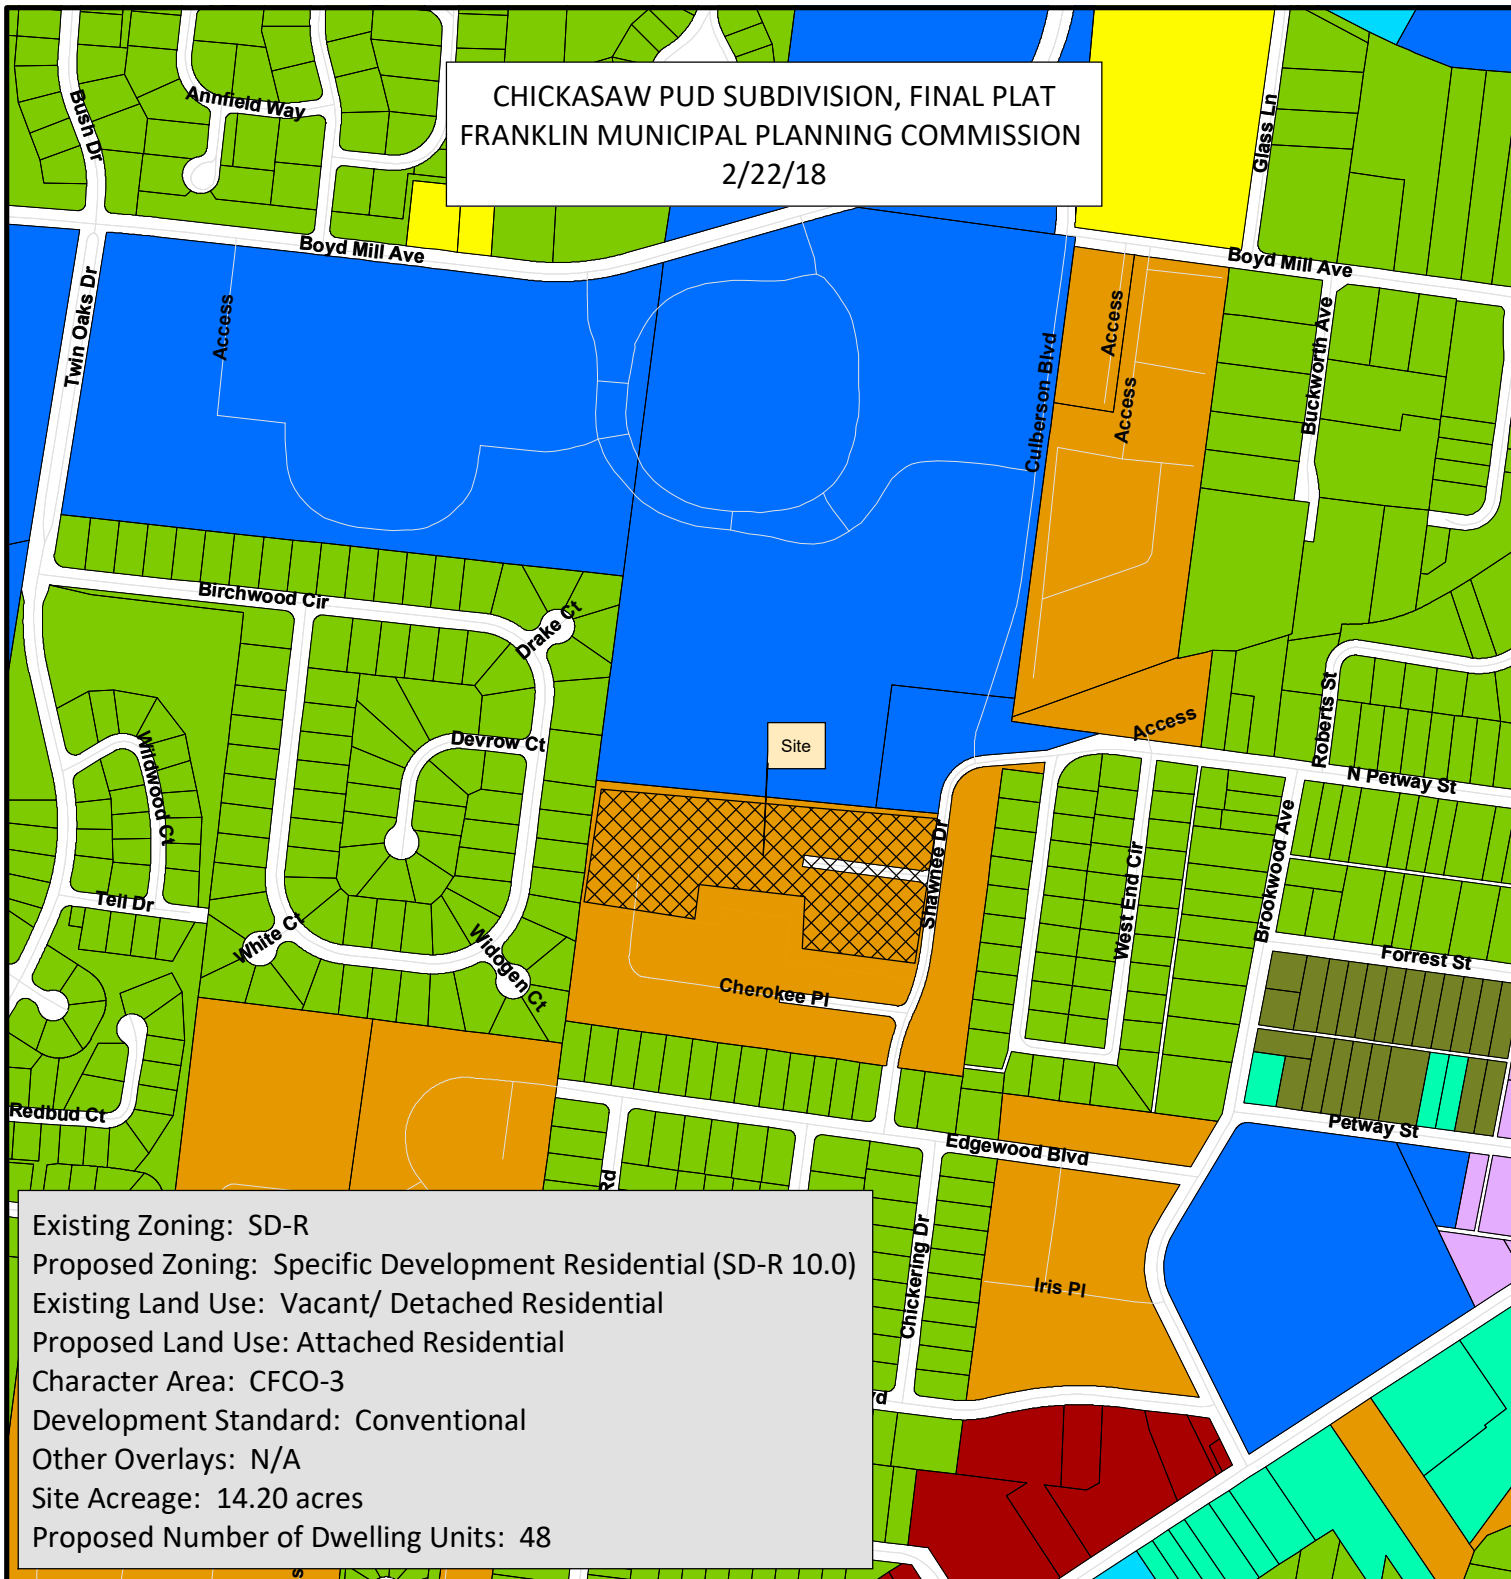 CHICKASAW PUD SUBDIVISION, FINAL PLAT
FRANKLIN MUNICIPAL PLANNING COMMISSION
2/22/18
Bush Dr
Annfield Way
Glass Ln
Boyd Mill Ave
Boyd Mill Ave
Twin Oaks Dr
Access
Access
Access
Culberson Blvd
Buckworth Ave
Birchwood Cir
Drake Ct
Devrow Ct
Wildwood Ct
Site
Access
Roberts St
N Petway St
Tell Dr
White Ct
Widogen Ct
Shawnee Dr
West End Cir
Brookwood Ave
Forrest St
Cherokee Pl
Redbud Ct
Petway St
Edgewood Blvd
Rd
Chickering Dr
Iris Pl
vd
s
Existing Zoning: SD-R
Proposed Zoning: Specific Development Residential (SD-R 10.0)
Existing Land Use: Vacant/ Detached Residential
Proposed Land Use: Attached Residential
Character Area: CFCO-3
Development Standard: Conventional
Other Overlays: N/A
Site Acreage: 14.20 acres
Proposed Number of Dwelling Units: 48